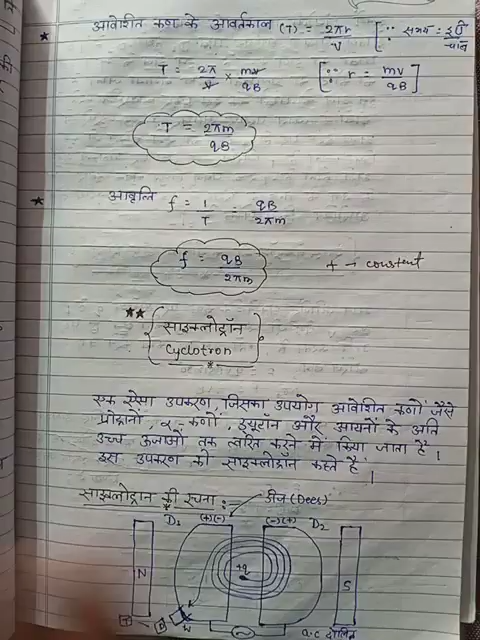 * आवेशित कण के आवर्तकाल (T) = 2πr/v [∵ समय = दूरी/चाल
T = 2π/v × mv/qB [∵ r = mv/qB]
T = 2πm/qB
* आवृति f = 1/T = qB/2πm
f = qB/2πm f → constant
** साइक्लोट्रॉन
Cyclotron
एक ऐसा उपकरण, जिसका उपयोग आवेशित कणों जैसे
प्रोटानों, α-कणो, ड्यूट्रॉन और आयनों के अति
उच्च ऊर्जाओं तक त्वरित करने में किया जाता है।
इस उपकरण को साइक्लोट्रॉन कहते है।
साइक्लोट्रान की रचना : डीज (Dees)
D₁ (+)(-) (-)(+) D₂
N +q S
T B W
a.c